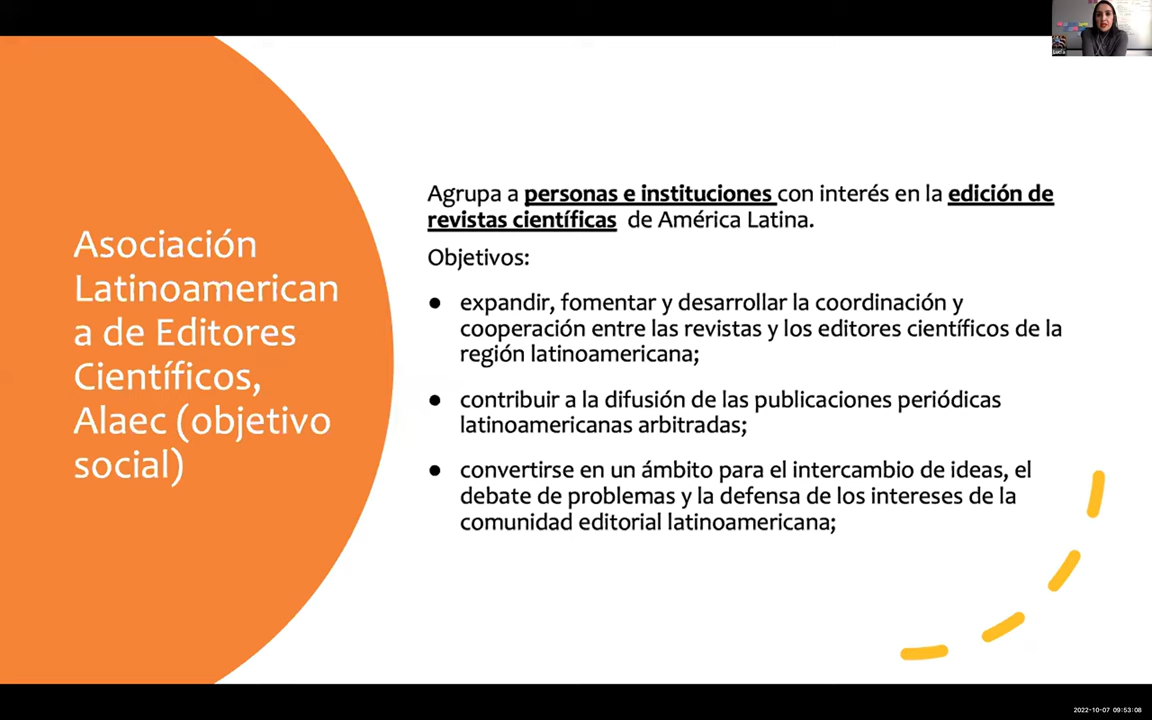 Asociación
Latinoamerican
a de Editores
Científicos,
Alaec (objetivo
social)
Agrupa a personas e instituciones con interés en la edición de
revistas científicas de América Latina.
Objetivos:
● expandir, fomentar y desarrollar la coordinación y
cooperación entre las revistas y los editores científicos de la
región latinoamericana;
● contribuir a la difusión de las publicaciones periódicas
latinoamericanas arbitradas;
● convertirse en un ámbito para el intercambio de ideas, el
debate de problemas y la defensa de los intereses de la
comunidad editorial latinoamericana;
2022-10-07 09:53:08